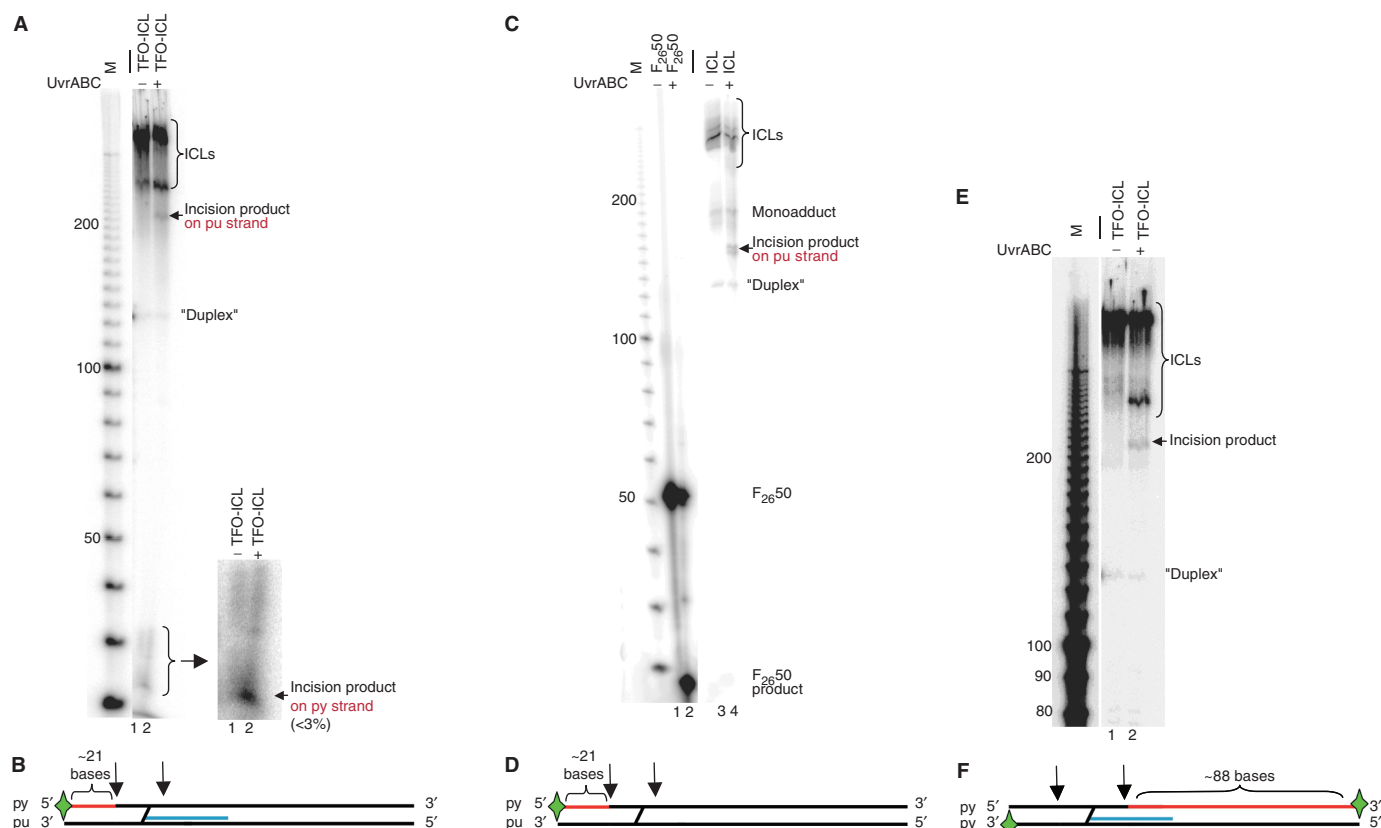 A
UvrABC
M
TFO-ICL
TFO-ICL
– +
ICLs
Incision product
on pu strand
200
"Duplex"
100
50
TFO-ICL
TFO-ICL
– +
Incision product
on py strand
(<3%)
1 2
1 2
B
~21
bases
py 5′ 3′
pu 3′ 5′
C
UvrABC
M
F2650
F2650
ICL
ICL
– + – +
ICLs
200
Monoadduct
Incision product
on pu strand
"Duplex"
100
50
F2650
F2650
product
1 2 3 4
D
~21
bases
py 5′ 3′
pu 3′ 5′
E
UvrABC
M
TFO-ICL
TFO-ICL
– +
ICLs
Incision product
200
"Duplex"
100
90
80
1 2
F
~88 bases
py 5′ 3′
py 3′ 5′